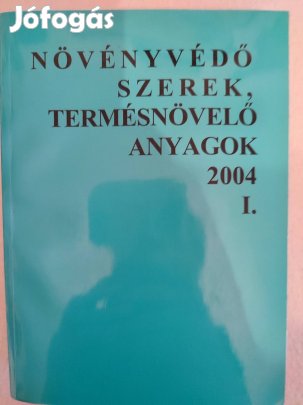 Jófogás
NÖVÉNYVÉDŐ
SZEREK,
TERMÉSNÖVELŐ
ANYAGOK
2004
I.